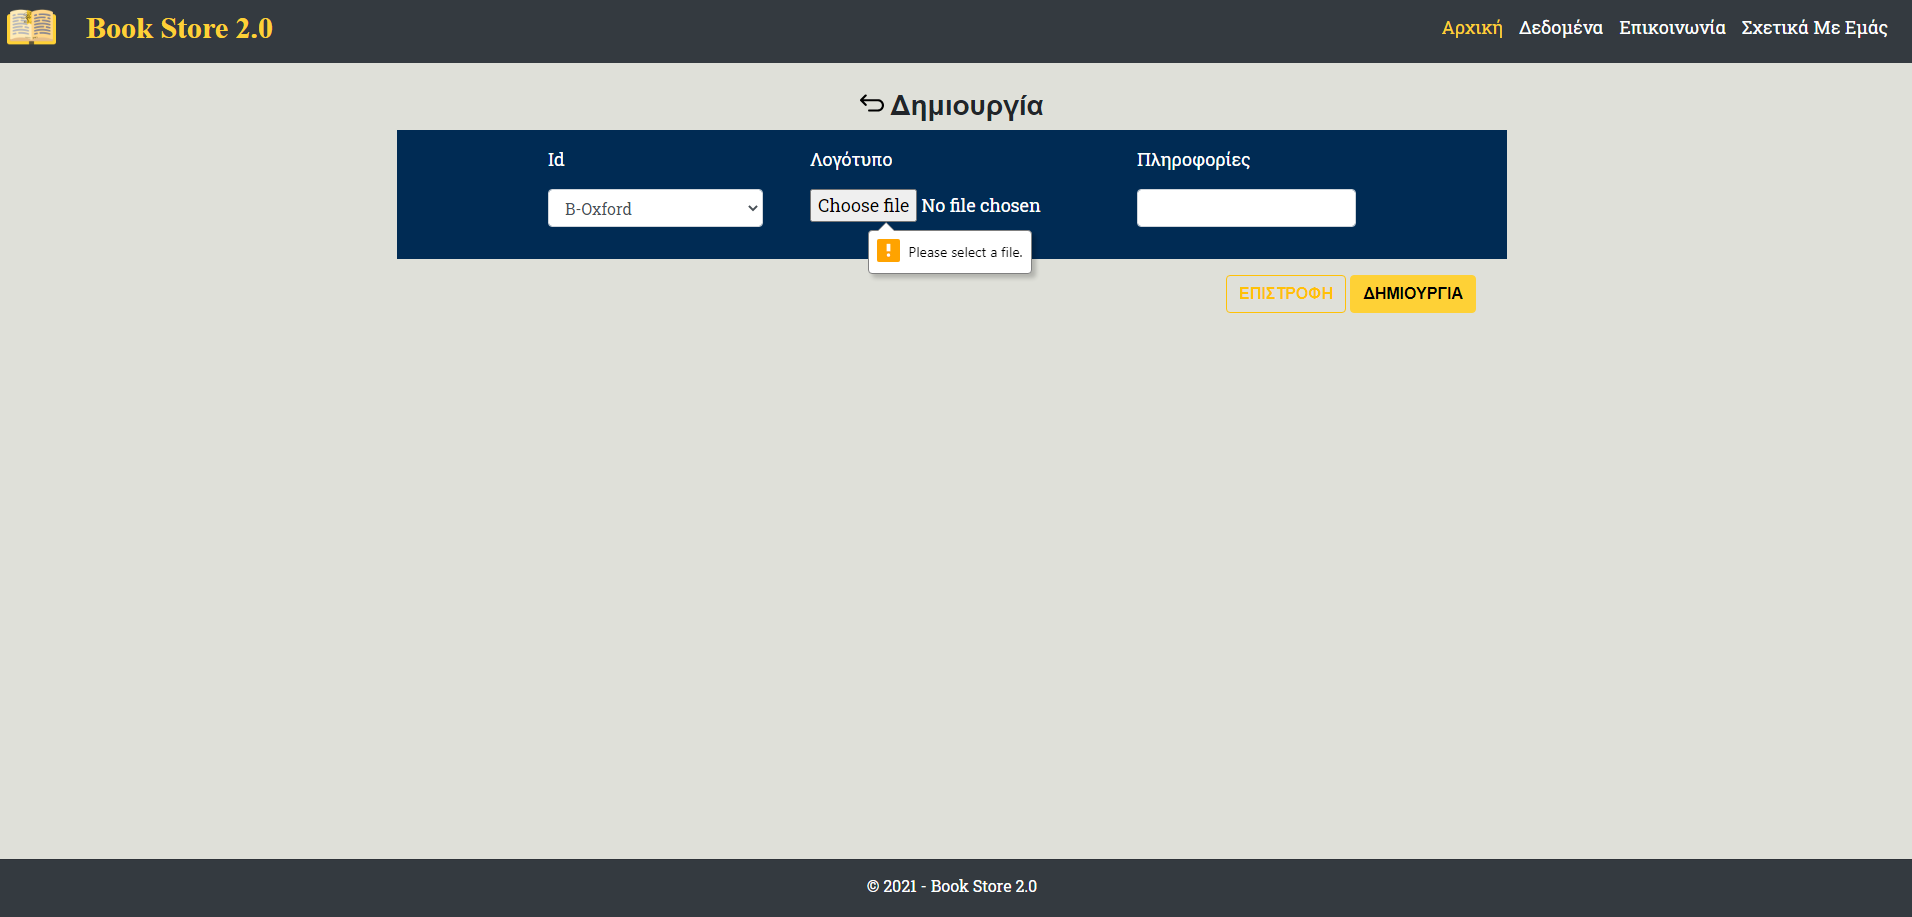 Book Store 2.0
Αρχική Δεδομένα Επικοινωνία Σχετικά Με Εμάς
Δημιουργία
Id Λογότυπο Πληροφορίες
B-Oxford Choose file No file chosen
! Please select a file.
ΕΠΙΣΤΡΟΦΗ ΔΗΜΙΟΥΡΓΙΑ
© 2021 - Book Store 2.0